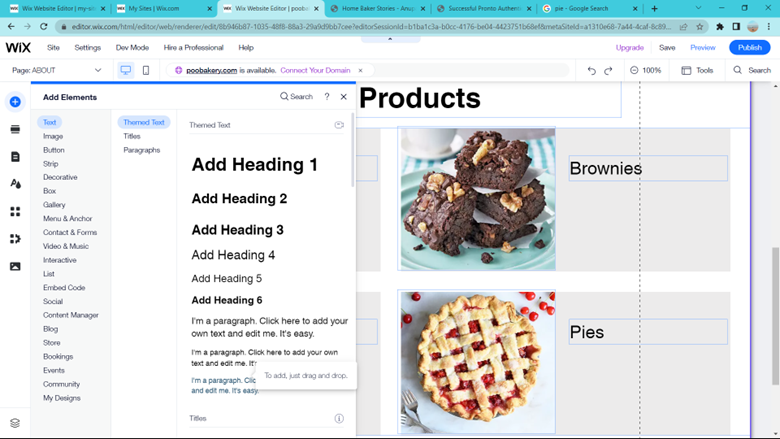 Wix Website Editor | my-si
My Sites | Wix.com
Wix Website Editor | poobak
Home Baker Stories - Anup
Successful Pronto Authenti
pie - Google Search
editor.wix.com/html/editor/web/renderer/edit/8b946b87-1035-48f8-88a3-29a9d9bb7cee?editorSessionId=b1ba1c3a-b0cc-4176-be04-4423751b68ef&metaSiteId=a1310e68-7a44-4caf-8c89...
WiX Site Settings Dev Mode Hire a Professional Help Upgrade Save Preview Publish
Page: ABOUT poobakery.com is available. Connect Your Domain 100% Tools Search
Add Elements Search ?
Text
Image
Button
Strip
Decorative
Box
Gallery
Menu & Anchor
Contact & Forms
Video & Music
Interactive
List
Embed Code
Social
Content Manager
Blog
Store
Bookings
Events
Community
My Designs
Themed Text
Titles
Paragraphs
Themed Text
Add Heading 1
Add Heading 2
Add Heading 3
Add Heading 4
Add Heading 5
Add Heading 6
I'm a paragraph. Click here to add your
own text and edit me. It's easy.
I'm a paragraph. Click here to add your own
text and edit me. It's
I'm a paragraph. Clic
and edit me. It's easy.
To add, just drag and drop.
Titles
Products
Brownies
Pies